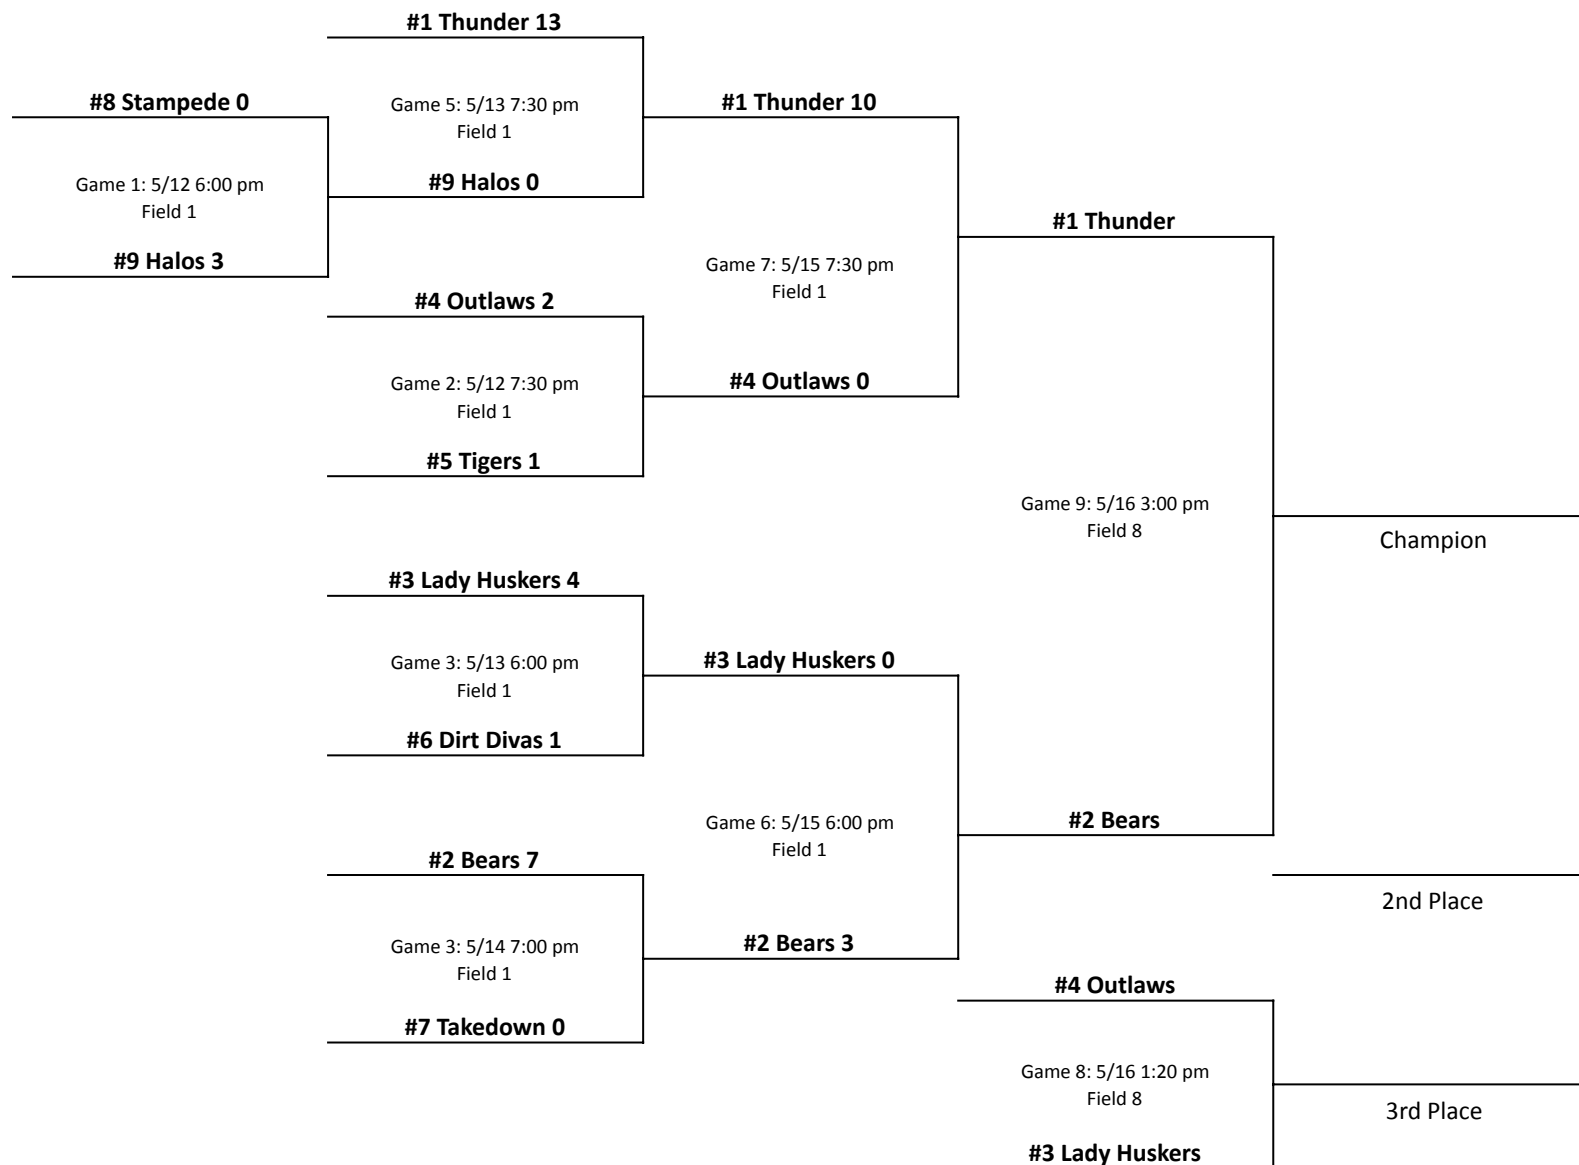 #1 Thunder 13
#8 Stampede 0
Game 5: 5/13 7:30 pm
Field 1
#1 Thunder 10
Game 1: 5/12 6:00 pm
Field 1
#9 Halos 0
#9 Halos 3
#1 Thunder
#4 Outlaws 2
Game 7: 5/15 7:30 pm
Field 1
Game 2: 5/12 7:30 pm
Field 1
#4 Outlaws 0
#5 Tigers 1
Game 9: 5/16 3:00 pm
Field 8
Champion
#3 Lady Huskers 4
Game 3: 5/13 6:00 pm
Field 1
#3 Lady Huskers 0
#6 Dirt Divas 1
Game 6: 5/15 6:00 pm
Field 1
#2 Bears
#2 Bears 7
2nd Place
Game 3: 5/14 7:00 pm
Field 1
#2 Bears 3
#4 Outlaws
#7 Takedown 0
Game 8: 5/16 1:20 pm
Field 8
3rd Place
#3 Lady Huskers